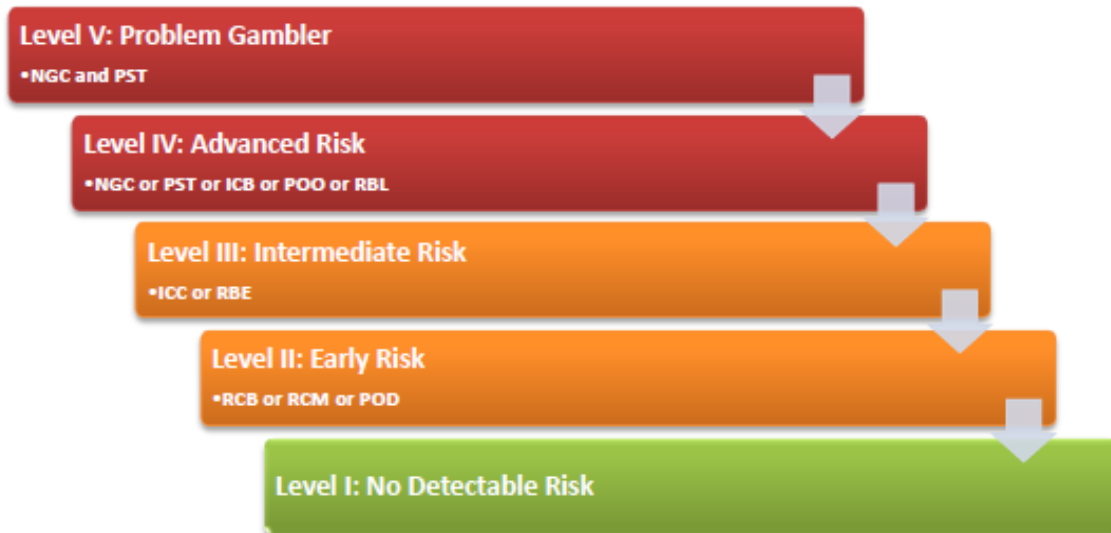 Level V: Problem Gambler
•NGC and PST
Level IV: Advanced Risk
•NGC or PST or ICB or POO or RBL
Level III: Intermediate Risk
•ICC or RBE
Level II: Early Risk
•RCB or RCM or POD
Level I: No Detectable Risk